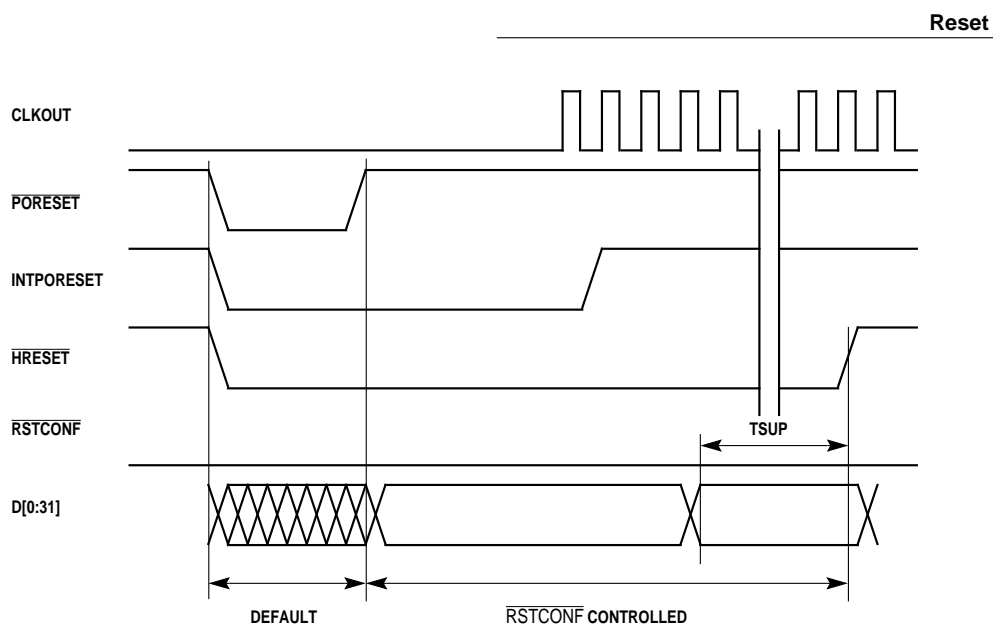 Reset
CLKOUT
PORESET
INTPORESET
HRESET
RSTCONF
TSUP
D[0:31]
DEFAULT
RSTCONF CONTROLLED